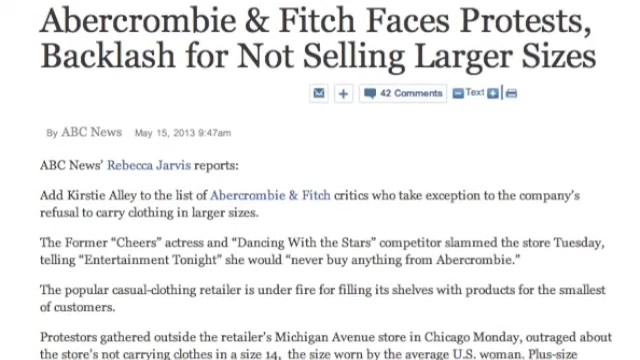 Abercrombie & Fitch Faces Protests,
Backlash for Not Selling Larger Sizes
42 Comments Text
By ABC News May 15, 2013 9:47am
ABC News' Rebecca Jarvis reports:
Add Kirstie Alley to the list of Abercrombie & Fitch critics who take exception to the company's
refusal to carry clothing in larger sizes.
The Former "Cheers" actress and "Dancing With the Stars" competitor slammed the store Tuesday,
telling "Entertainment Tonight" she would "never buy anything from Abercrombie."
The popular casual-clothing retailer is under fire for filling its shelves with products for the smallest
of customers.
Protestors gathered outside the retailer's Michigan Avenue store in Chicago Monday, outraged about
the store's not carrying clothes in a size 14, the size worn by the average U.S. woman. Plus-size